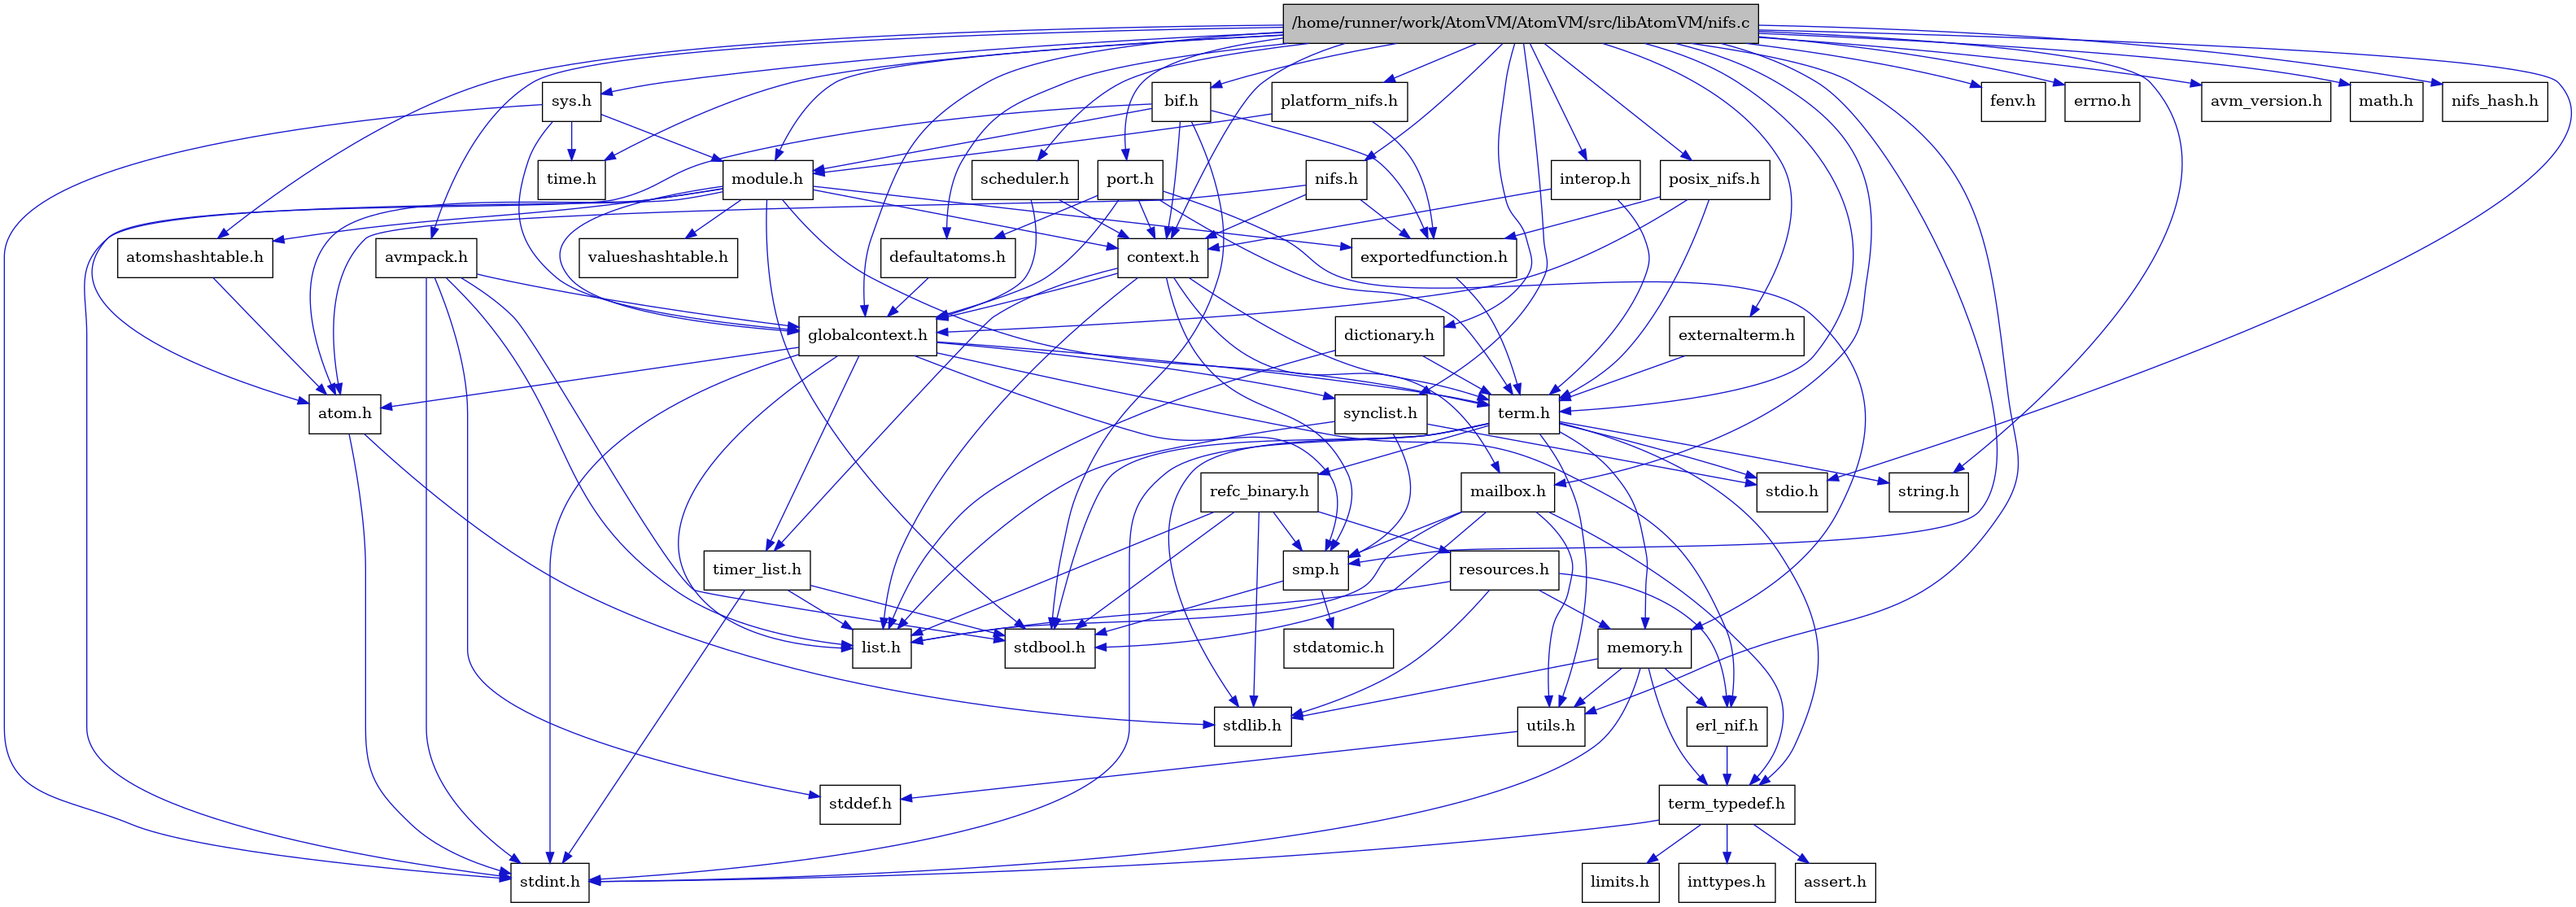 /home/runner/work/AtomVM/AtomVM/src/libAtomVM/nifs.c
sys.h
bif.h
platform_nifs.h
fenv.h
errno.h
avm_version.h
math.h
nifs_hash.h
time.h
module.h
scheduler.h
port.h
nifs.h
interop.h
posix_nifs.h
atomshashtable.h
avmpack.h
valueshashtable.h
defaultatoms.h
context.h
exportedfunction.h
globalcontext.h
dictionary.h
externalterm.h
atom.h
synclist.h
term.h
refc_binary.h
mailbox.h
stdio.h
string.h
timer_list.h
smp.h
resources.h
list.h
stdbool.h
stdatomic.h
memory.h
stdlib.h
utils.h
erl_nif.h
stddef.h
term_typedef.h
stdint.h
limits.h
inttypes.h
assert.h